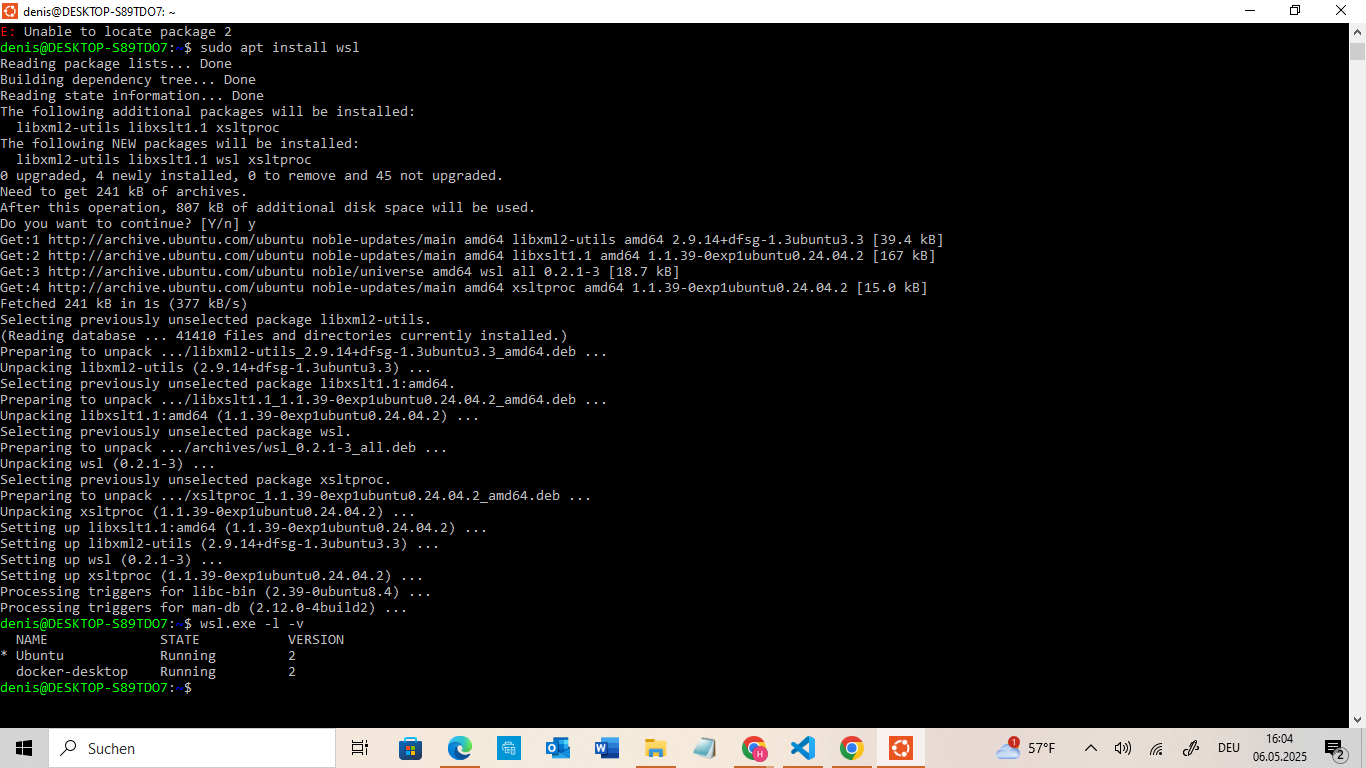 denis@DESKTOP-S89TDO7: ~
E: Unable to locate package 2
denis@DESKTOP-S89TDO7:~$ sudo apt install wsl
Reading package lists... Done
Building dependency tree... Done
Reading state information... Done
The following additional packages will be installed:
  libxml2-utils libxslt1.1 xsltproc
The following NEW packages will be installed:
  libxml2-utils libxslt1.1 wsl xsltproc
0 upgraded, 4 newly installed, 0 to remove and 45 not upgraded.
Need to get 241 kB of archives.
After this operation, 807 kB of additional disk space will be used.
Do you want to continue? [Y/n] y
Get:1 http://archive.ubuntu.com/ubuntu noble-updates/main amd64 libxml2-utils amd64 2.9.14+dfsg-1.3ubuntu3.3 [39.4 kB]
Get:2 http://archive.ubuntu.com/ubuntu noble-updates/main amd64 libxslt1.1 amd64 1.1.39-0exp1ubuntu0.24.04.2 [167 kB]
Get:3 http://archive.ubuntu.com/ubuntu noble/universe amd64 wsl all 0.2.1-3 [18.7 kB]
Get:4 http://archive.ubuntu.com/ubuntu noble-updates/main amd64 xsltproc amd64 1.1.39-0exp1ubuntu0.24.04.2 [15.0 kB]
Fetched 241 kB in 1s (377 kB/s)
Selecting previously unselected package libxml2-utils.
(Reading database ... 41410 files and directories currently installed.)
Preparing to unpack .../libxml2-utils_2.9.14+dfsg-1.3ubuntu3.3_amd64.deb ...
Unpacking libxml2-utils (2.9.14+dfsg-1.3ubuntu3.3) ...
Selecting previously unselected package libxslt1.1:amd64.
Preparing to unpack .../libxslt1.1_1.1.39-0exp1ubuntu0.24.04.2_amd64.deb ...
Unpacking libxslt1.1:amd64 (1.1.39-0exp1ubuntu0.24.04.2) ...
Selecting previously unselected package wsl.
Preparing to unpack .../archives/wsl_0.2.1-3_all.deb ...
Unpacking wsl (0.2.1-3) ...
Selecting previously unselected package xsltproc.
Preparing to unpack .../xsltproc_1.1.39-0exp1ubuntu0.24.04.2_amd64.deb ...
Unpacking xsltproc (1.1.39-0exp1ubuntu0.24.04.2) ...
Setting up libxslt1.1:amd64 (1.1.39-0exp1ubuntu0.24.04.2) ...
Setting up libxml2-utils (2.9.14+dfsg-1.3ubuntu3.3) ...
Setting up wsl (0.2.1-3) ...
Setting up xsltproc (1.1.39-0exp1ubuntu0.24.04.2) ...
Processing triggers for libc-bin (2.39-0ubuntu8.4) ...
Processing triggers for man-db (2.12.0-4build2) ...
denis@DESKTOP-S89TDO7:~$ wsl.exe -l -v
  NAME              STATE           VERSION
* Ubuntu            Running         2
  docker-desktop    Running         2
denis@DESKTOP-S89TDO7:~$
Suchen
H
1
57°F
DEU
16:04
06.05.2025
2